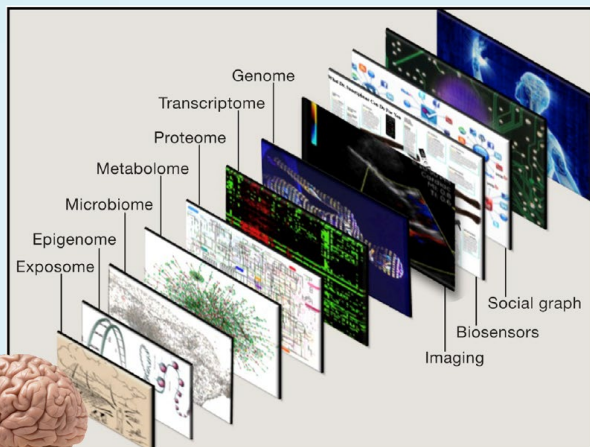 Genome
Transcriptome
Proteome
Metabolome
Microbiome
Epigenome
Exposome
Social graph
Biosensors
Imaging